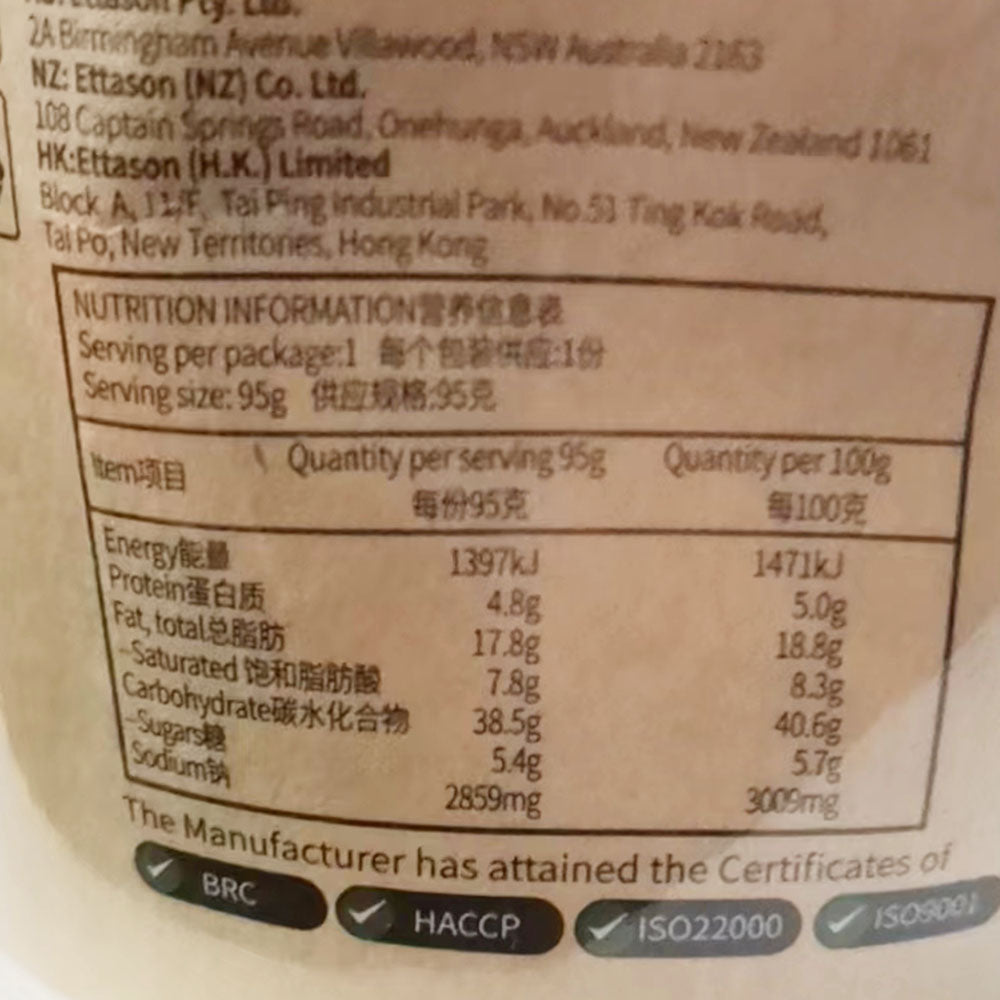 Pty. Ltd.
2A Birmingham Avenue Villawood, NSW Australia 2163
NZ: Ettason (NZ) Co. Ltd.
108 Captain Springs Road, Onehunga, Auckland, New Zealand 1061
HK:Ettason (H.K.) Limited
Block A, 11/F, Tai Ping Industrial Park, No.51 Ting Kok Road,
Tai Po, New Territories, Hong Kong
NUTRITION INFORMATION营养信息表
Serving per package:1 每个包装供应:1份
Serving size: 95g 供应规格:95克
Item项目 Quantity per serving 95g Quantity per 100g
每份95克 每100克
Energy能量 1397kJ 1471kJ
Protein蛋白质 4.8g 5.0g
Fat, total总脂肪 17.8g 18.8g
-Saturated 饱和脂肪酸 7.8g 8.3g
Carbohydrate碳水化合物 38.5g 40.6g
-Sugars糖 5.4g 5.7g
Sodium钠 2859mg 3009mg
The Manufacturer has attained the Certificates of
BRC HACCP ISO22000 ISO9001